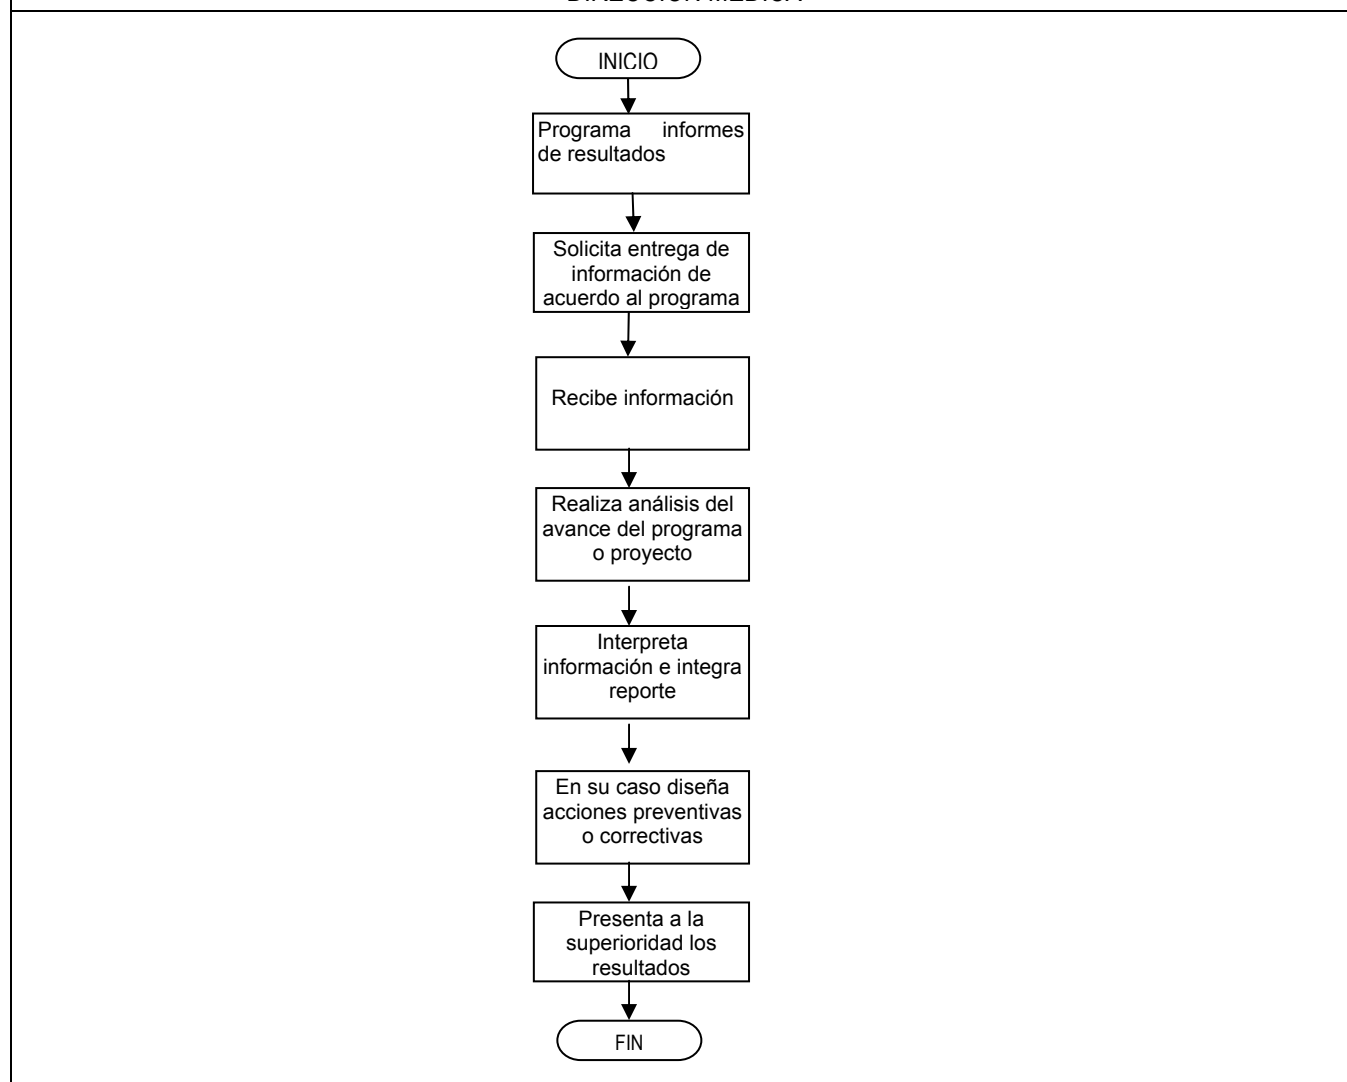 INICIO
Programa informes
de resultados
Solicita entrega de
información de
acuerdo al programa
Recibe información
Realiza análisis del
avance del programa
o proyecto
Interpreta
información e integra
reporte
En su caso diseña
acciones preventivas
o correctivas
Presenta a la
superioridad los
resultados
FIN